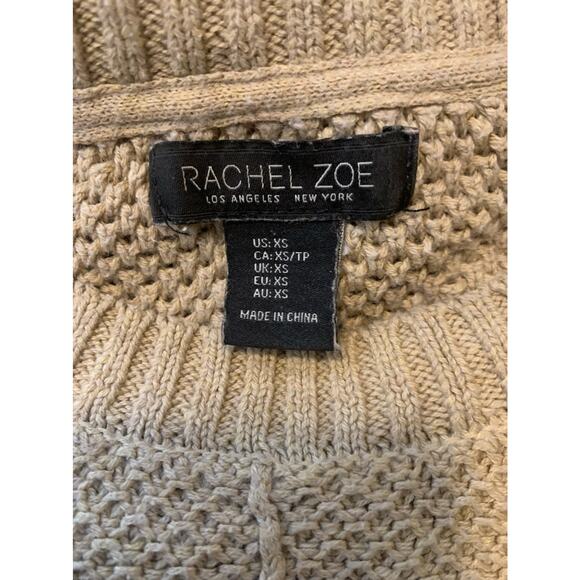 RACHEL ZOE
LOS ANGELES NEW YORK
US: XS
CA: XS/TP
UK: XS
EU: XS
AU: XS
MADE IN CHINA